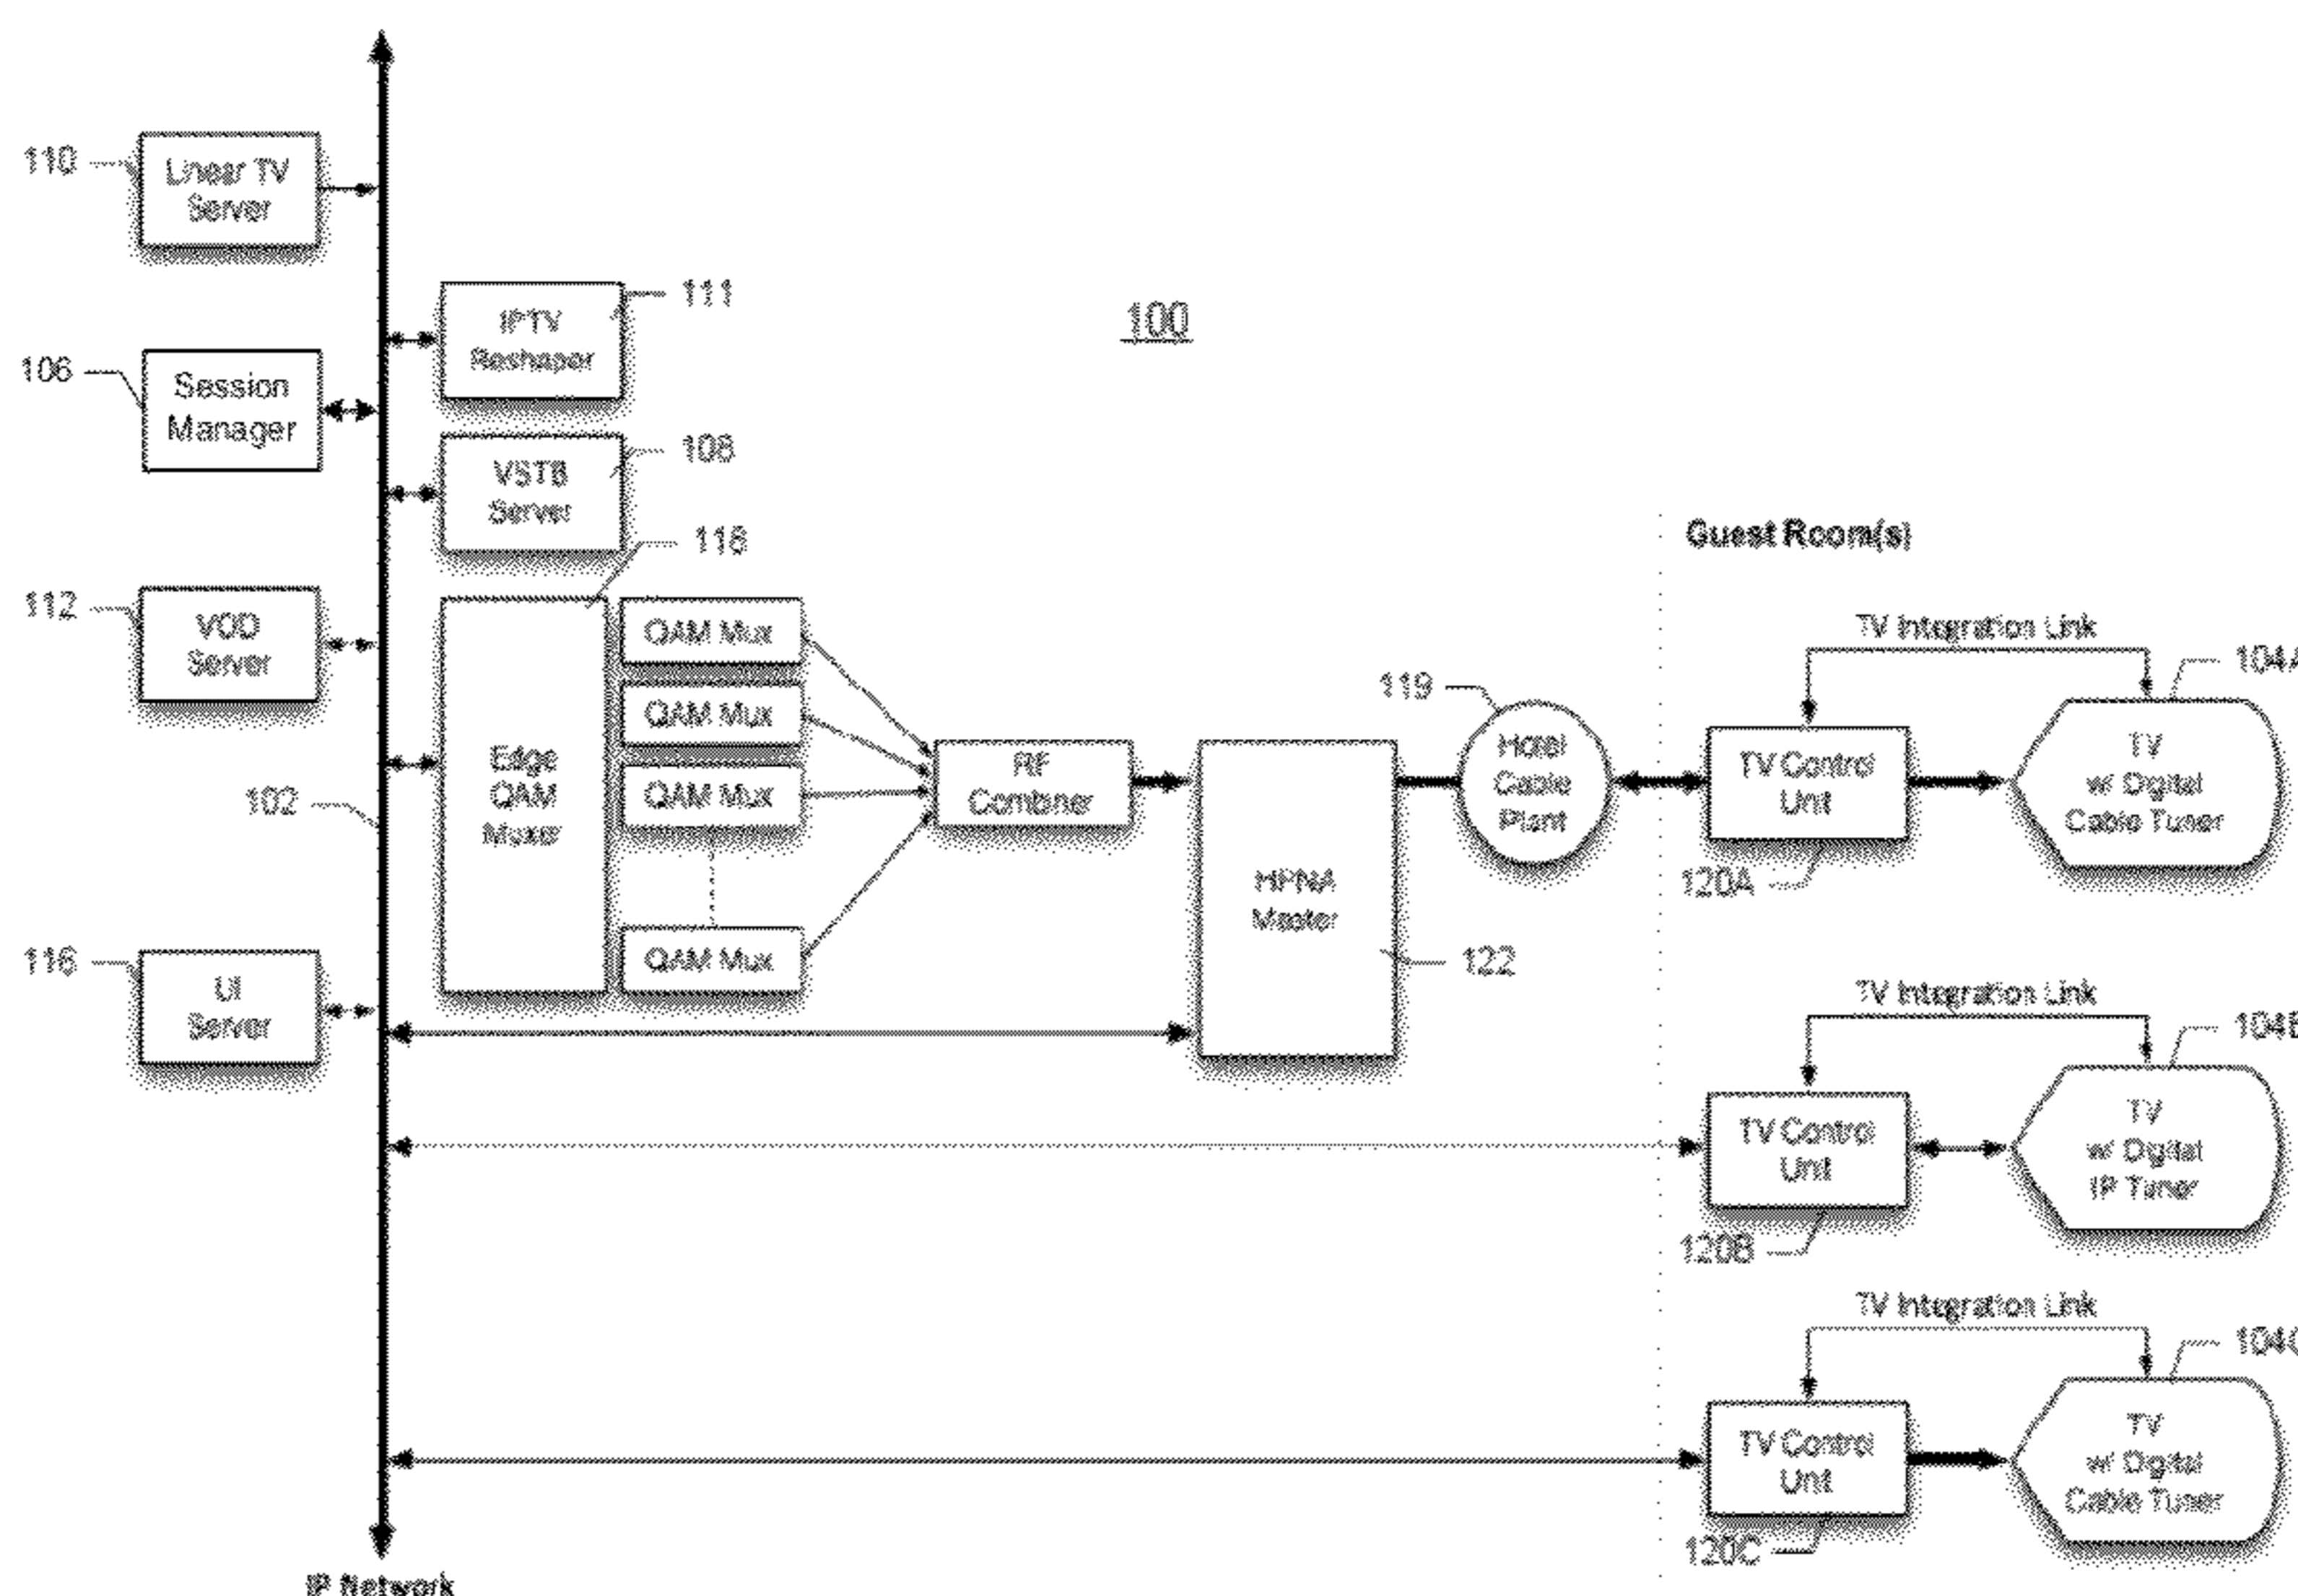 110
Linear TV
Server
111
IPTV
Reshaper
100
106
Session
Manager
108
VSTB
Server
118
Guest Room(s)
112
VOD
Server
QAM Mux
QAM Mux
QAM Mux
QAM Mux
Edge
QAM
Muxer
102
RF
Combiner
HPNA
Master
122
119
Hotel
Cable
Plant
TV Integration Link
104A
TV Control
Unit
120A
TV
w/ Digital
Cable Tuner
116
UI
Server
TV Integration Link
104B
TV Control
Unit
120B
TV
w/ Digital
IP Tuner
TV Integration Link
104C
TV Control
Unit
120C
TV
w/ Digital
Cable Tuner
IP Network